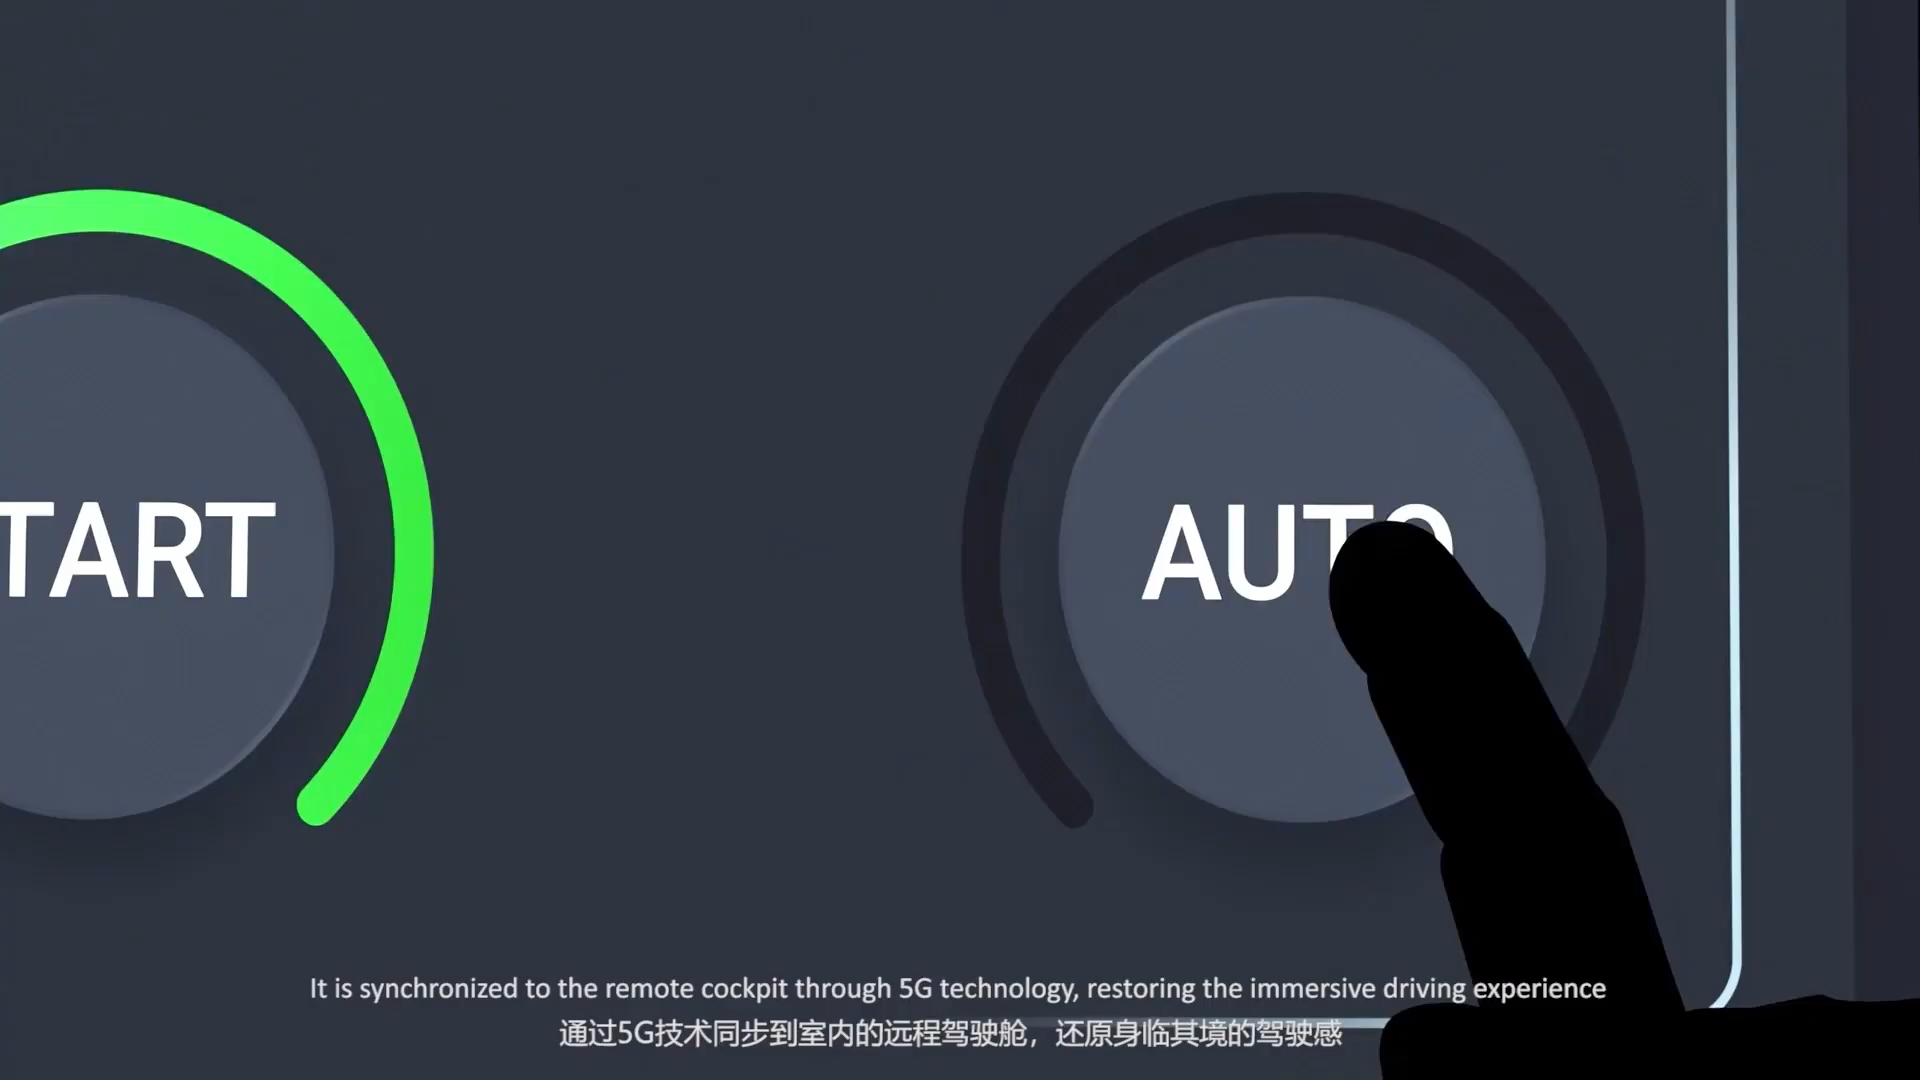 TART
AUTO
It is synchronized to the remote cockpit through 5G technology, restoring the immersive driving experience
通过5G技术同步到室内的远程驾驶舱，还原身临其境的驾驶感